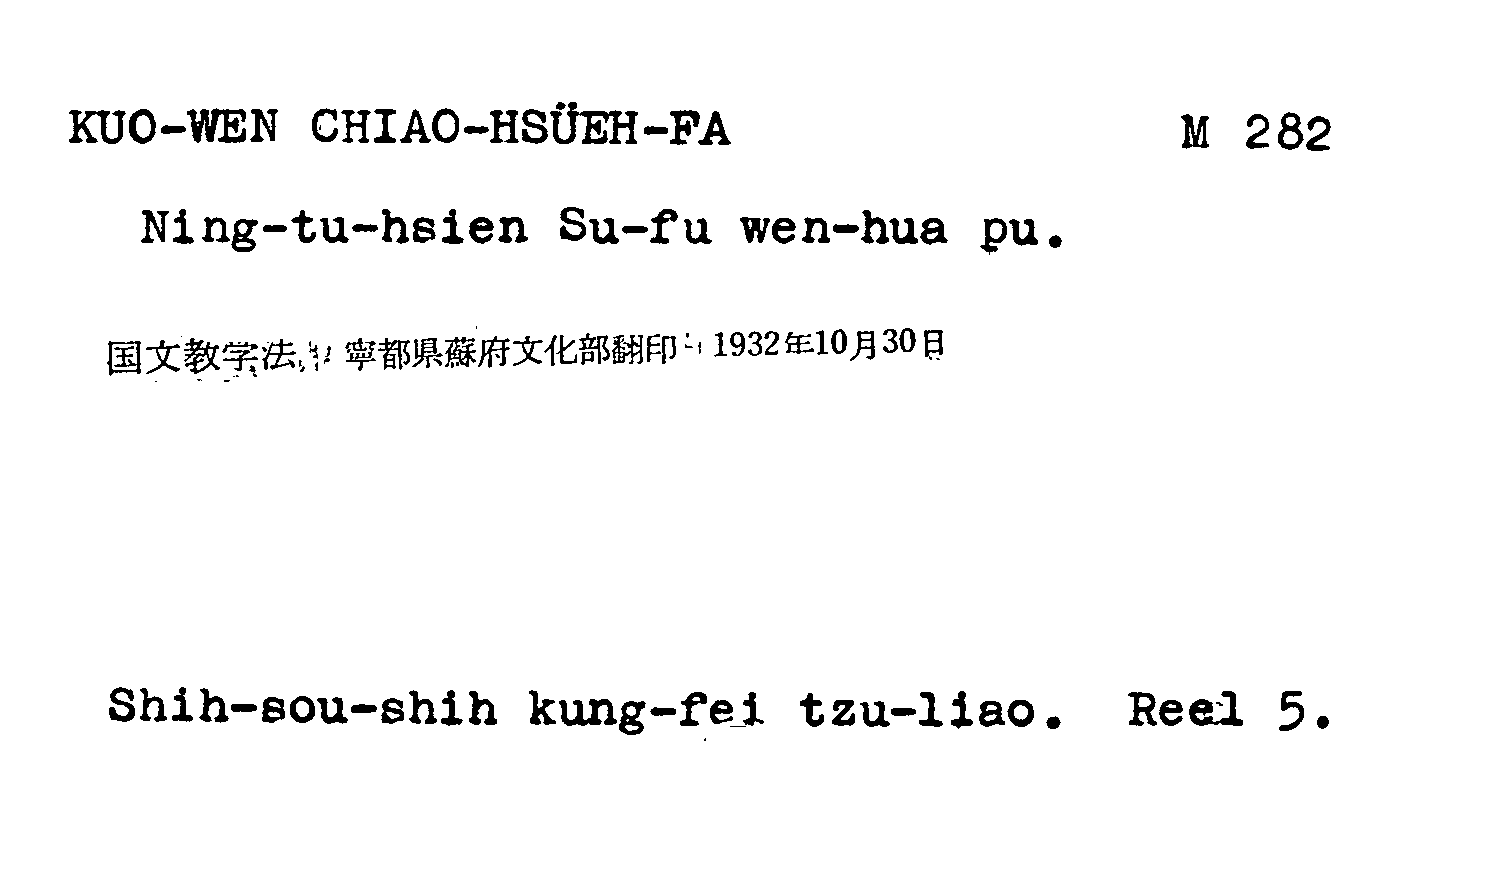 KUO-WEN CHIAO-HSÜEH-FA M 282
Ning-tu-hsien Su-fu wen-hua pu.
国文教学法, 寧都県蘇府文化部翻印 1932年10月30日
Shih-sou-shih kung-fei tzu-liao. Reel 5.